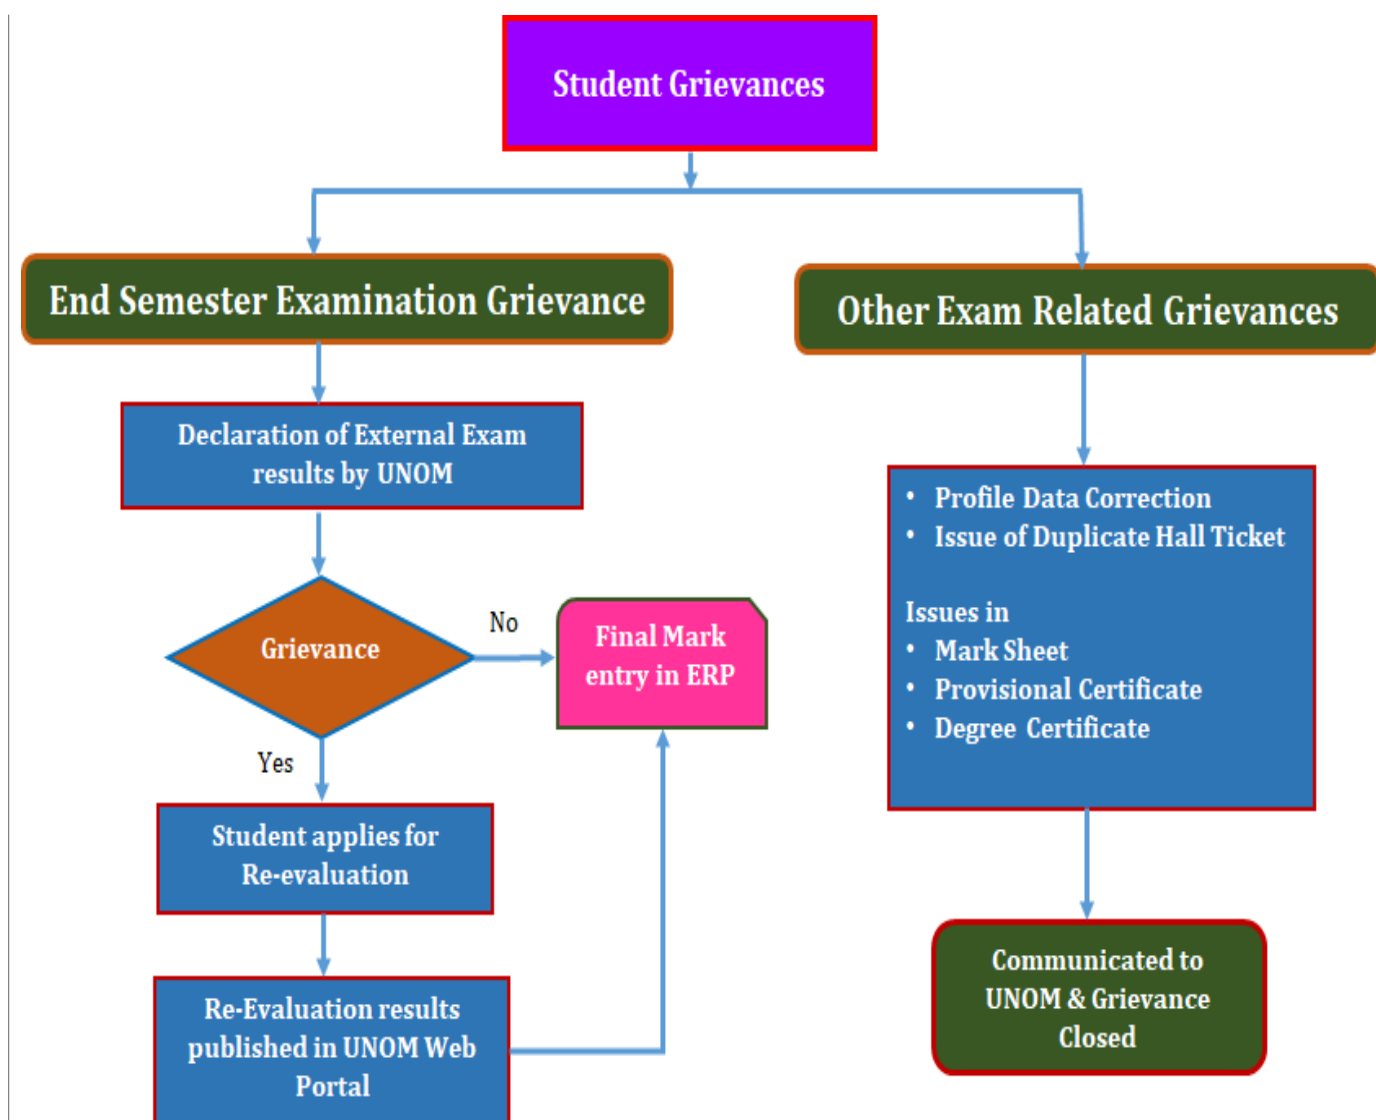 Student Grievances
End Semester Examination Grievance
Declaration of External Exam
results by UNOM
Grievance
No
Final Mark
entry in ERP
Yes
Student applies for
Re-evaluation
Re-Evaluation results
published in UNOM Web
Portal
Other Exam Related Grievances
• Profile Data Correction
• Issue of Duplicate Hall Ticket
Issues in
• Mark Sheet
• Provisional Certificate
• Degree Certificate
Communicated to
UNOM & Grievance
Closed